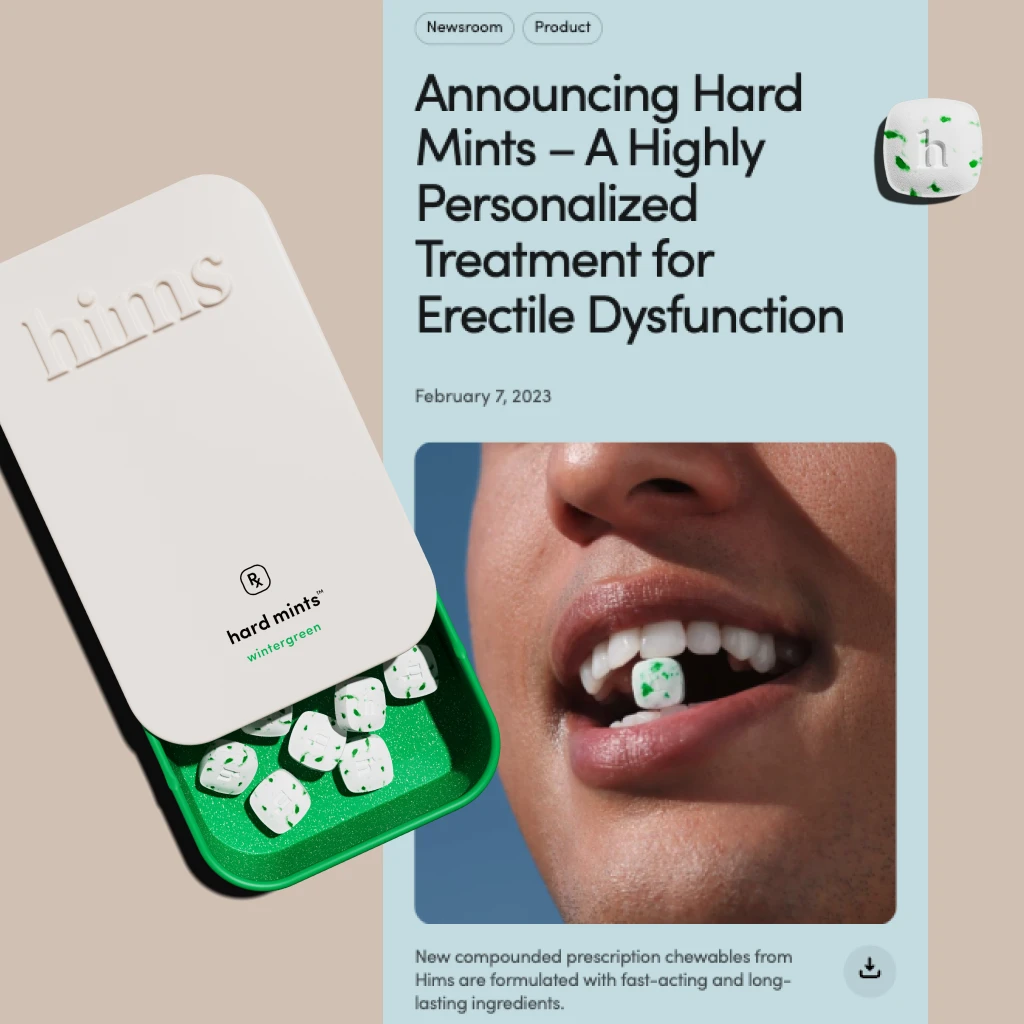 Newsroom
Product
Announcing Hard
Mints – A Highly
Personalized
Treatment for
Erectile Dysfunction
February 7, 2023
h
hims
Rx
hard mints™
wintergreen
New compounded prescription chewables from
Hims are formulated with fast-acting and long-
lasting ingredients.